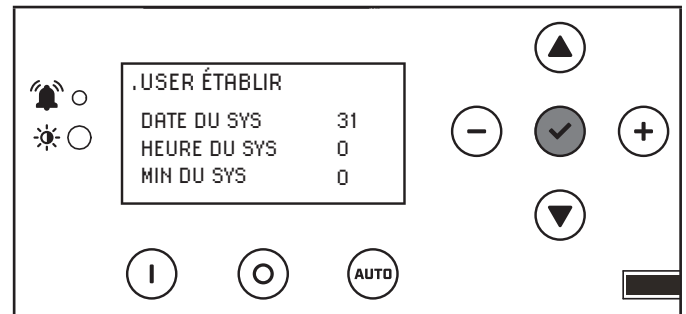 .USER ÉTABLIR
DATE DU SYS 31
HEURE DU SYS 0
MIN DU SYS 0
AUTO